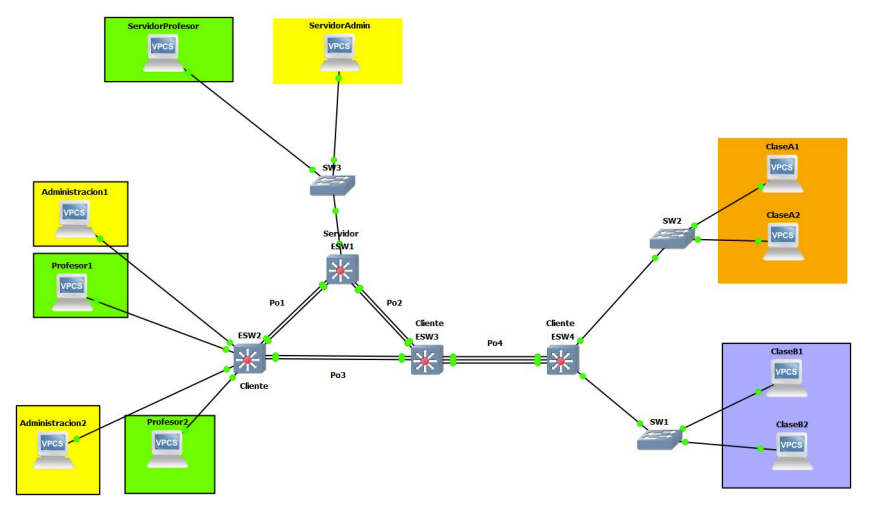 ServidorProfesor
VPCS
ServidorAdmin
VPCS
SW3
Administracion1
VPCS
Profesor1
VPCS
Servidor
ESW1
Po1
Po2
ESW2
Cliente
Po3
Cliente
ESW3
Po4
Cliente
ESW4
SW2
ClaseA1
VPCS
ClaseA2
VPCS
Administracion2
VPCS
Profesor2
VPCS
SW1
ClaseB1
VPCS
ClaseB2
VPCS